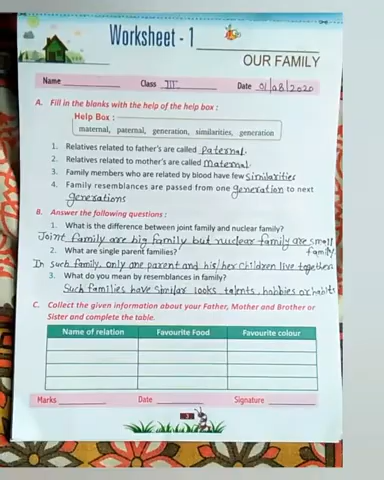 Worksheet - 1
OUR FAMILY
Name Class III Date 01/08/2020
A. Fill in the blanks with the help of the help box :
Help Box :
maternal, paternal, generation, similarities, generation
1. Relatives related to father's are called Paternal.
2. Relatives related to mother's are called Maternal.
3. Family members who are related by blood have few similarities
4. Family resemblances are passed from one generation to next
generations
B. Answer the following questions :
1. What is the difference between joint family and nuclear family?
Joint family are big family but nuclear family are small
family
2. What are single parent families?
In such family, only one parent and his/her children live together
3. What do you mean by resemblances in family?
Such families have similar looks talents, hobbies or habits
C. Collect the given information about your Father, Mother and Brother or
Sister and complete the table.
Name of relation Favourite Food Favourite colour
Marks Date Signature
3